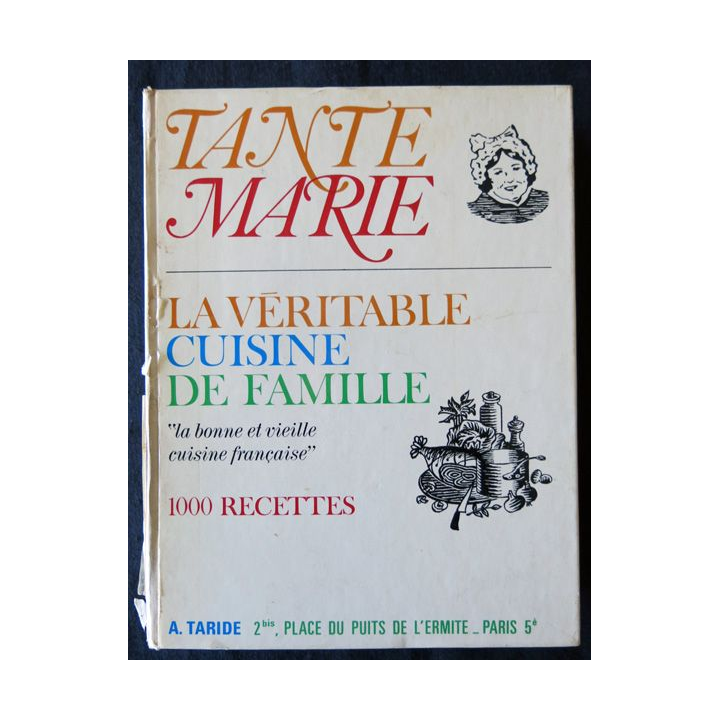 TANTE
MARIE
LA VÉRITABLE
CUISINE
DE FAMILLE
"la bonne et vieille
cuisine française"
1000 RECETTES
A. TARIDE 2bis, PLACE DU PUITS DE L'ERMITE _ PARIS 5è